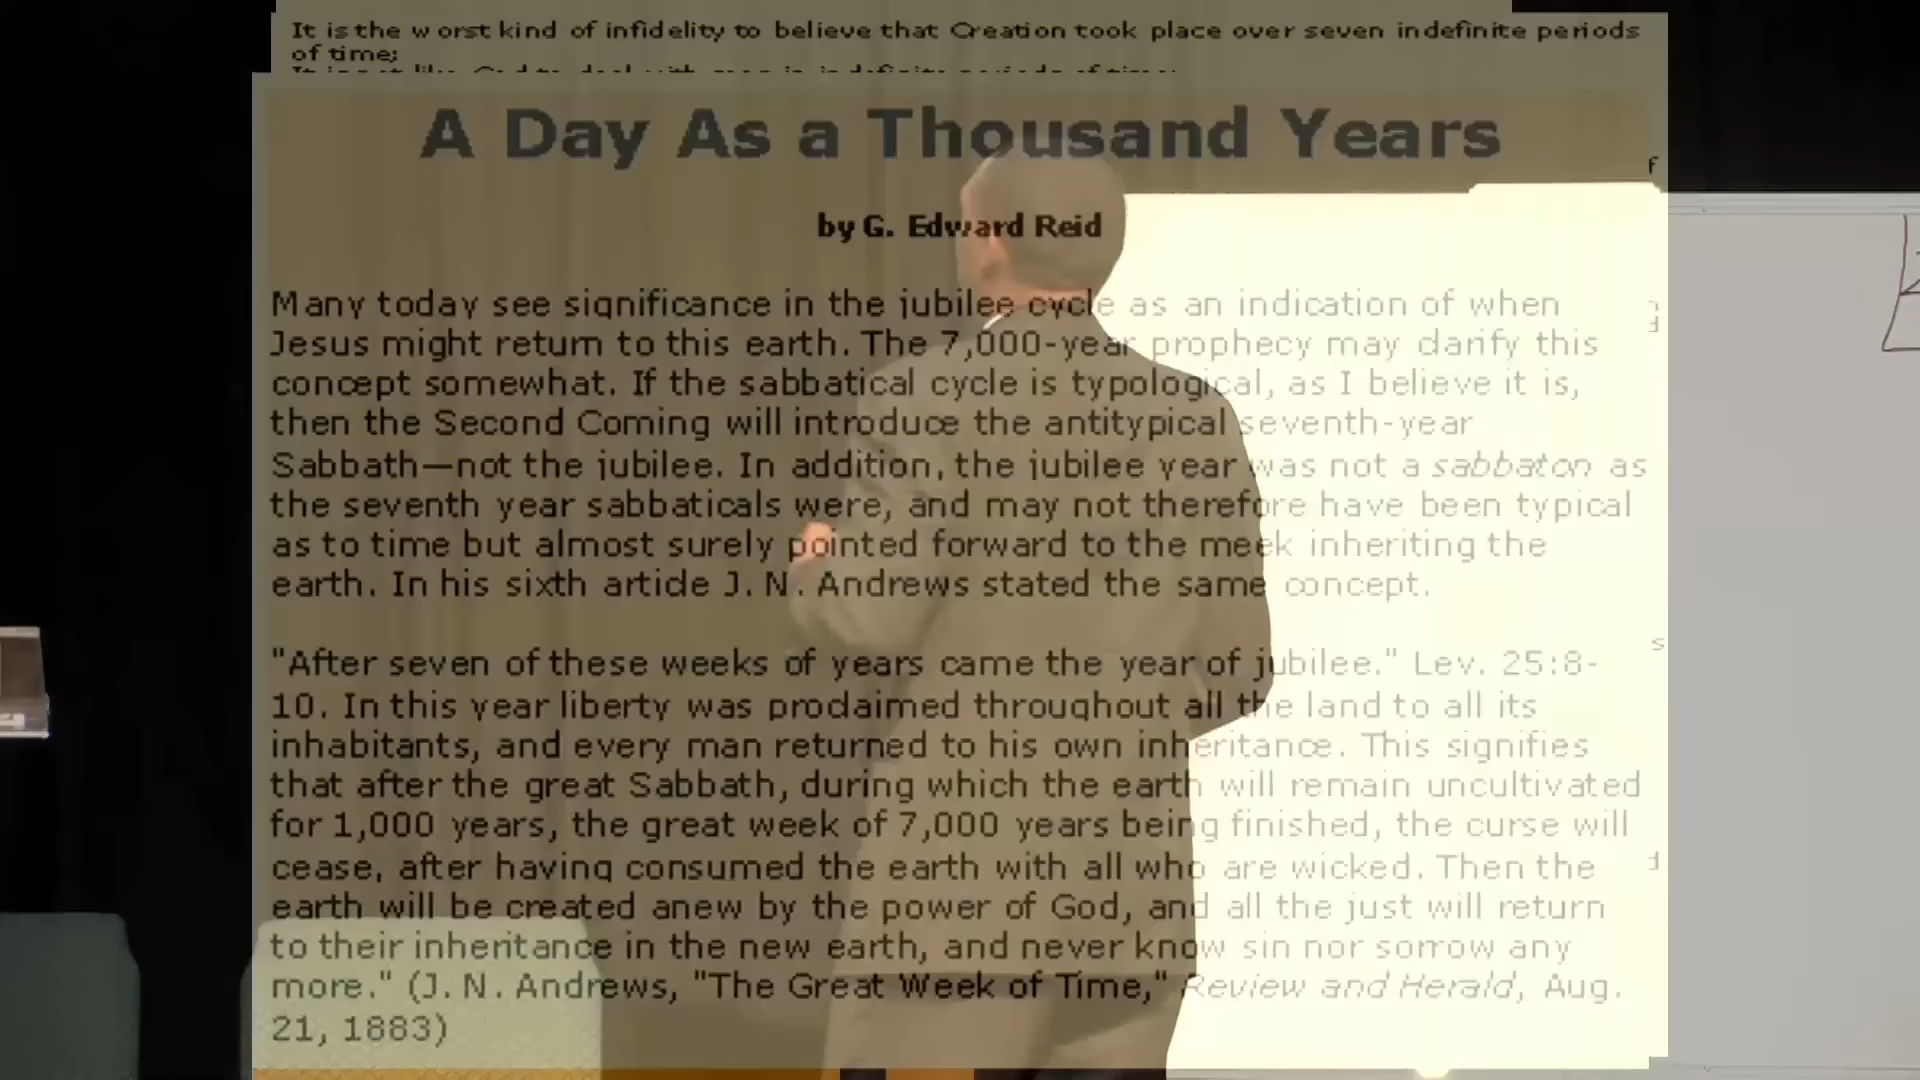 It is the worst kind of infidelity to believe that Creation took place over seven indefinite periods
of time;
A Day As a Thousand Years
by G. Edward Reid
Many today see significance in the jubilee cycle as an indication of when
Jesus might return to this earth. The 7,000-year prophecy may clarify this
concept somewhat. If the sabbatical cycle is typological, as I believe it is,
then the Second Coming will introduce the antitypical seventh-year
Sabbath—not the jubilee. In addition, the jubilee year was not a sabbaton as
the seventh year sabbaticals were, and may not therefore have been typical
as to time but almost surely pointed forward to the meek inheriting the
earth. In his sixth article J. N. Andrews stated the same concept.
"After seven of these weeks of years came the year of jubilee." Lev. 25:8-
10. In this year liberty was proclaimed throughout all the land to all its
inhabitants, and every man returned to his own inheritance. This signifies
that after the great Sabbath, during which the earth will remain uncultivated
for 1,000 years, the great week of 7,000 years being finished, the curse will
cease, after having consumed the earth with all who are wicked. Then the
earth will be created anew by the power of God, and all the just will return
to their inheritance in the new earth, and never know sin nor sorrow any
more." (J. N. Andrews, "The Great Week of Time," Review and Herald, Aug.
21, 1883)